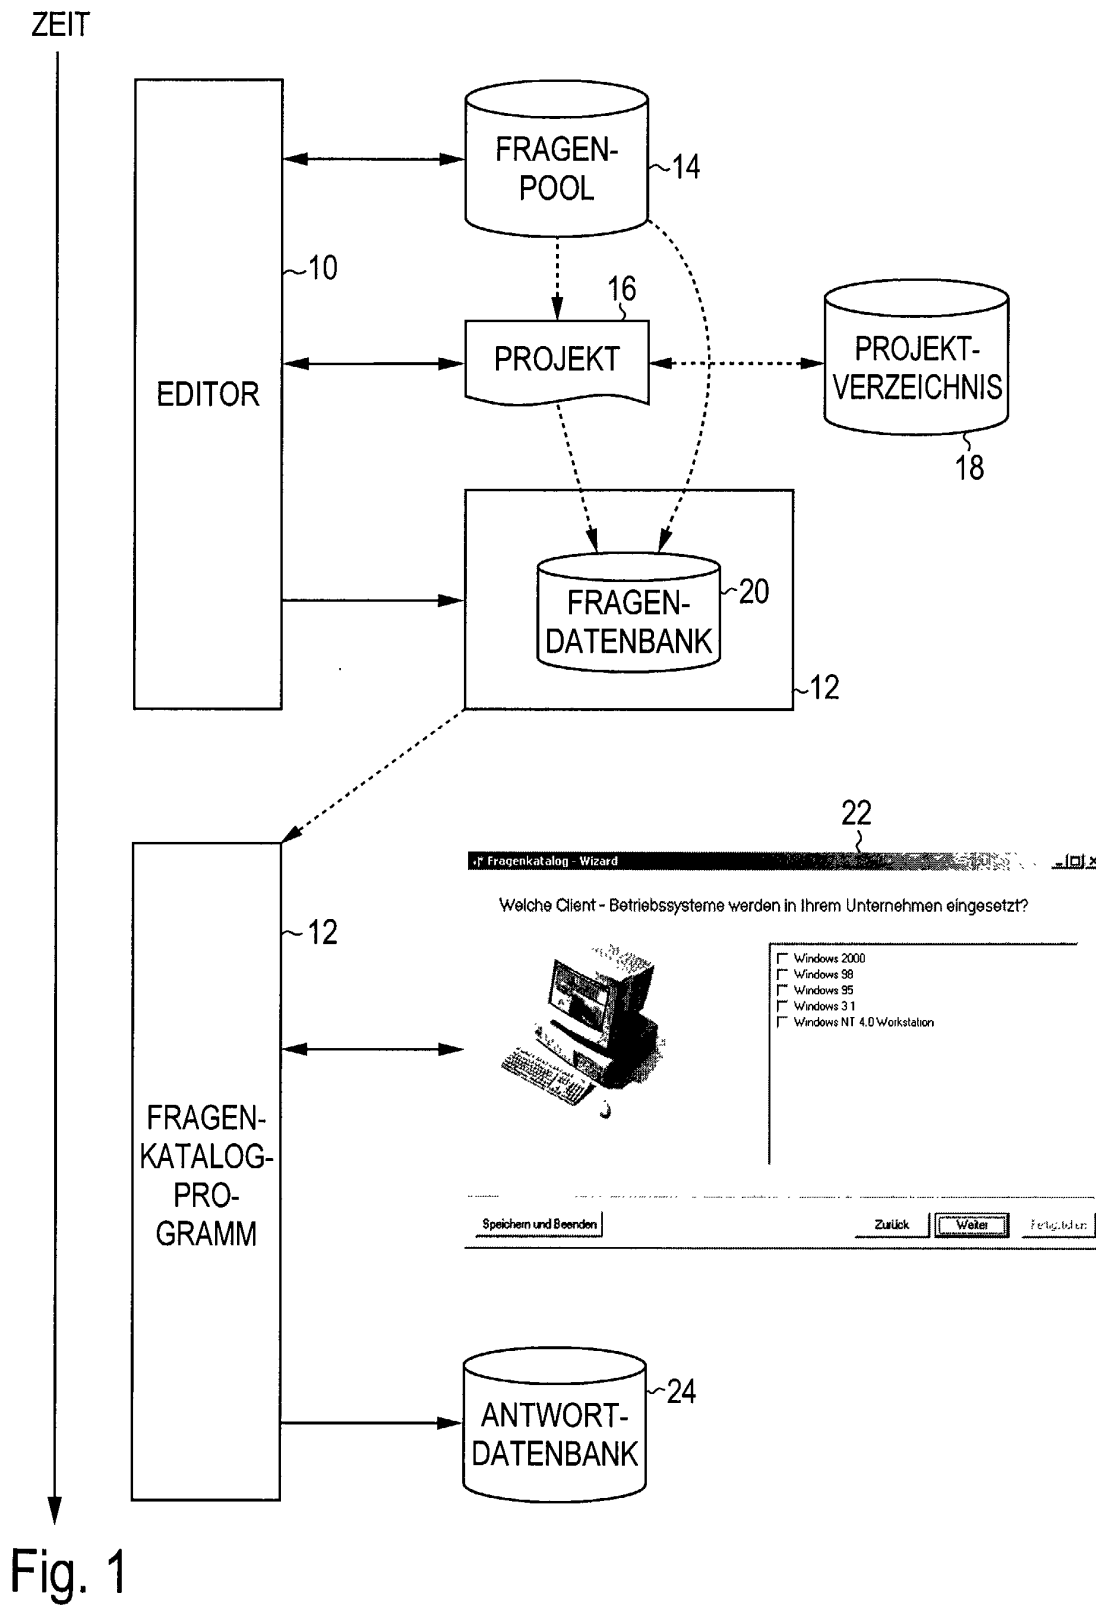 ZEIT
FRAGEN-
POOL
14
10
16
PROJEKT
PROJEKT-
VERZEICHNIS
18
EDITOR
FRAGEN-
DATENBANK
20
12
22
Fragenkatalog - Wizard
Welche Client - Betriebssysteme werden in Ihrem Unternehmen eingesetzt?
12
Windows 2000
Windows 98
Windows 95
Windows 3.1
Windows NT 4.0 Workstation
FRAGEN-
KATALOG-
PRO-
GRAMM
Speichern und Beenden
Zurück
Weiter
24
ANTWORT-
DATENBANK
Fig. 1